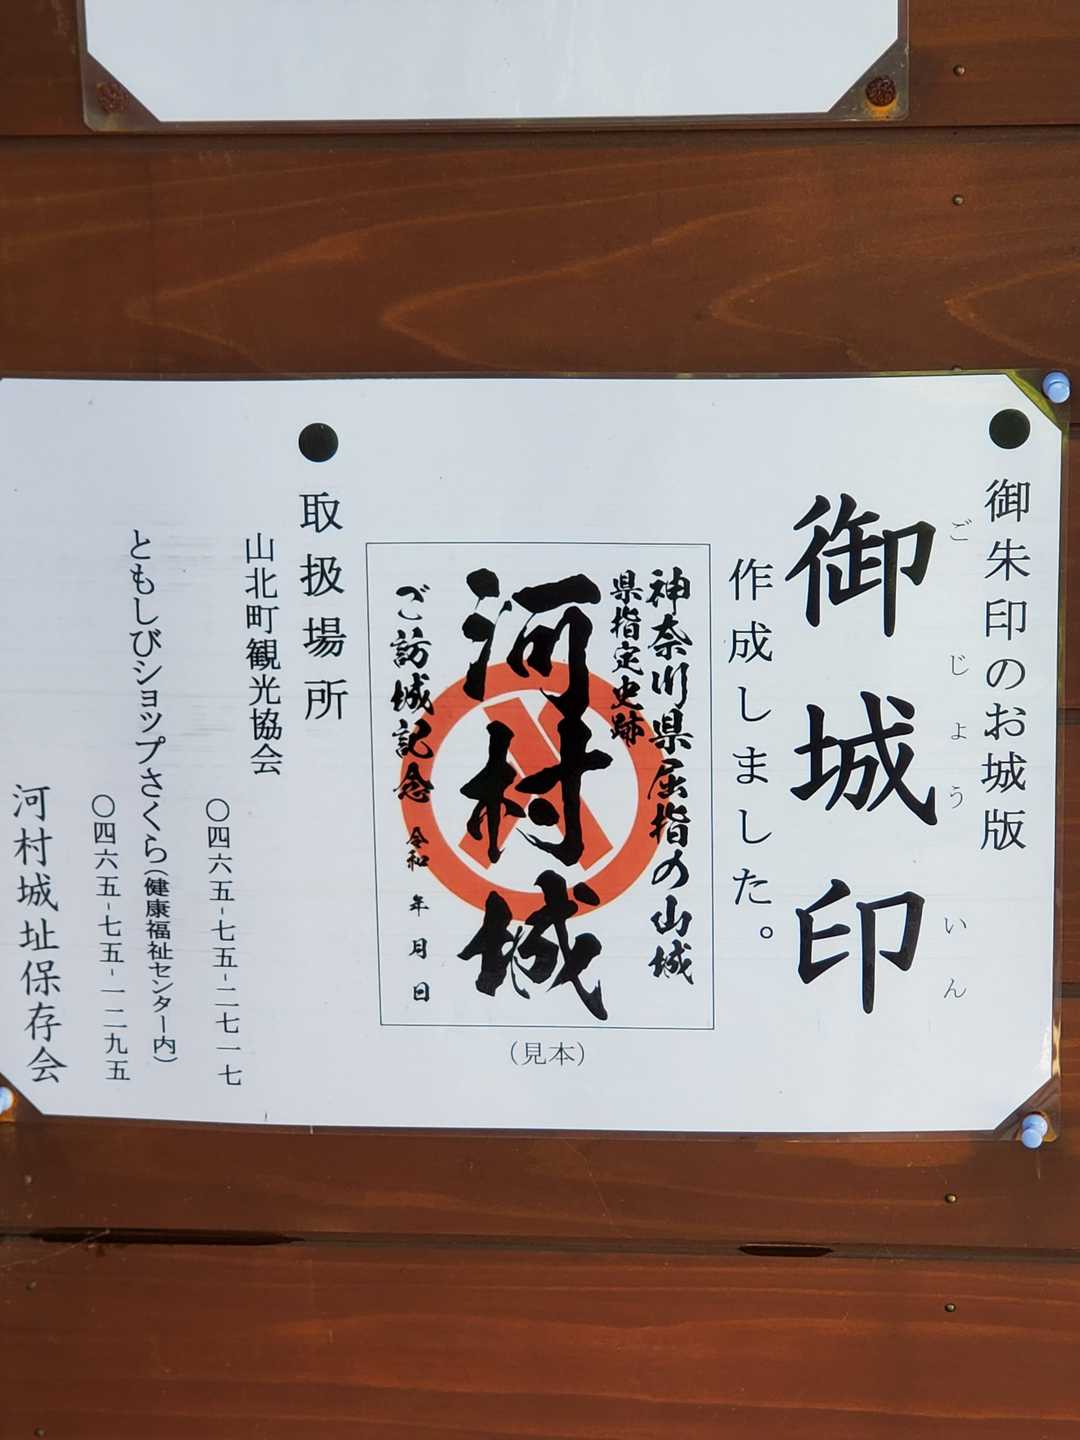 ●御朱印のお城版
御城印
ごじょういん
作成しました。
神奈川県屈指の山城
県指定史跡
河村城
ご訪城記念 令和 年 月 日
（見本）
●取扱場所
山北町観光協会
〇四六五-七五-二七一七
ともしびショップさくら（健康福祉センター内）
〇四六五-七五-一二九五
河村城址保存会